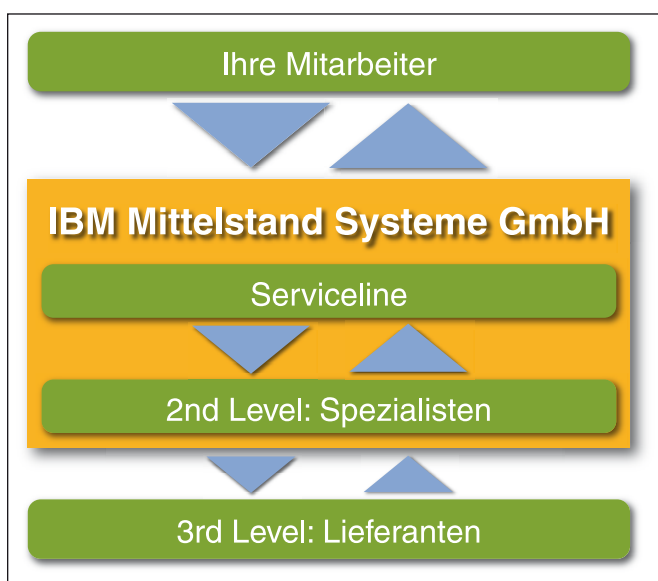 Ihre Mitarbeiter
IBM Mittelstand Systeme GmbH
Serviceline
2nd Level: Spezialisten
3rd Level: Lieferanten